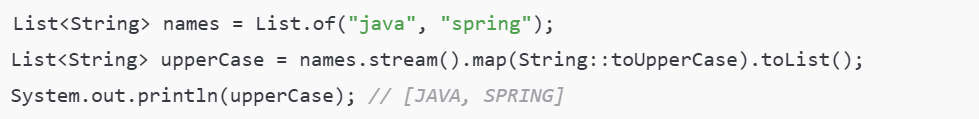 List<String> names = List.of("java", "spring");
List<String> upperCase = names.stream().map(String::toUpperCase).toList();
System.out.println(upperCase); // [JAVA, SPRING]